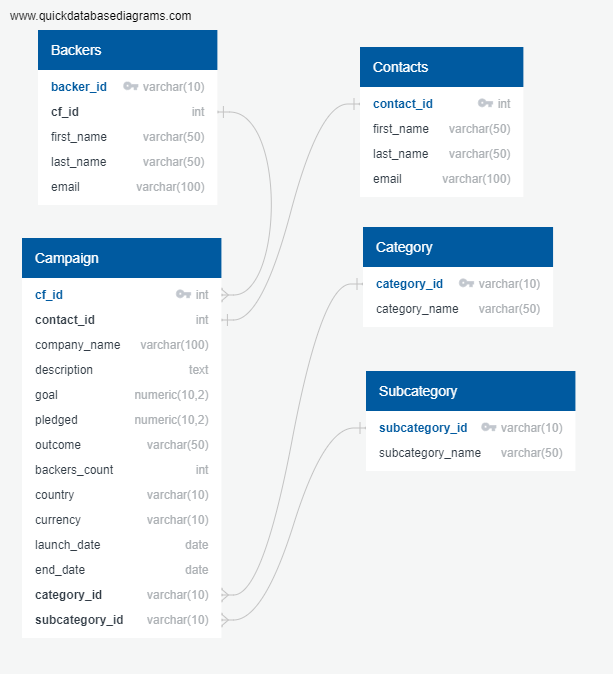 www.quickdatabasediagrams.com
Backers
backer_id varchar(10)
cf_id int
first_name varchar(50)
last_name varchar(50)
email varchar(100)
Contacts
contact_id int
first_name varchar(50)
last_name varchar(50)
email varchar(100)
Campaign
cf_id int
contact_id int
company_name varchar(100)
description text
goal numeric(10,2)
pledged numeric(10,2)
outcome varchar(50)
backers_count int
country varchar(10)
currency varchar(10)
launch_date date
end_date date
category_id varchar(10)
subcategory_id varchar(10)
Category
category_id varchar(10)
category_name varchar(50)
Subcategory
subcategory_id varchar(10)
subcategory_name varchar(50)